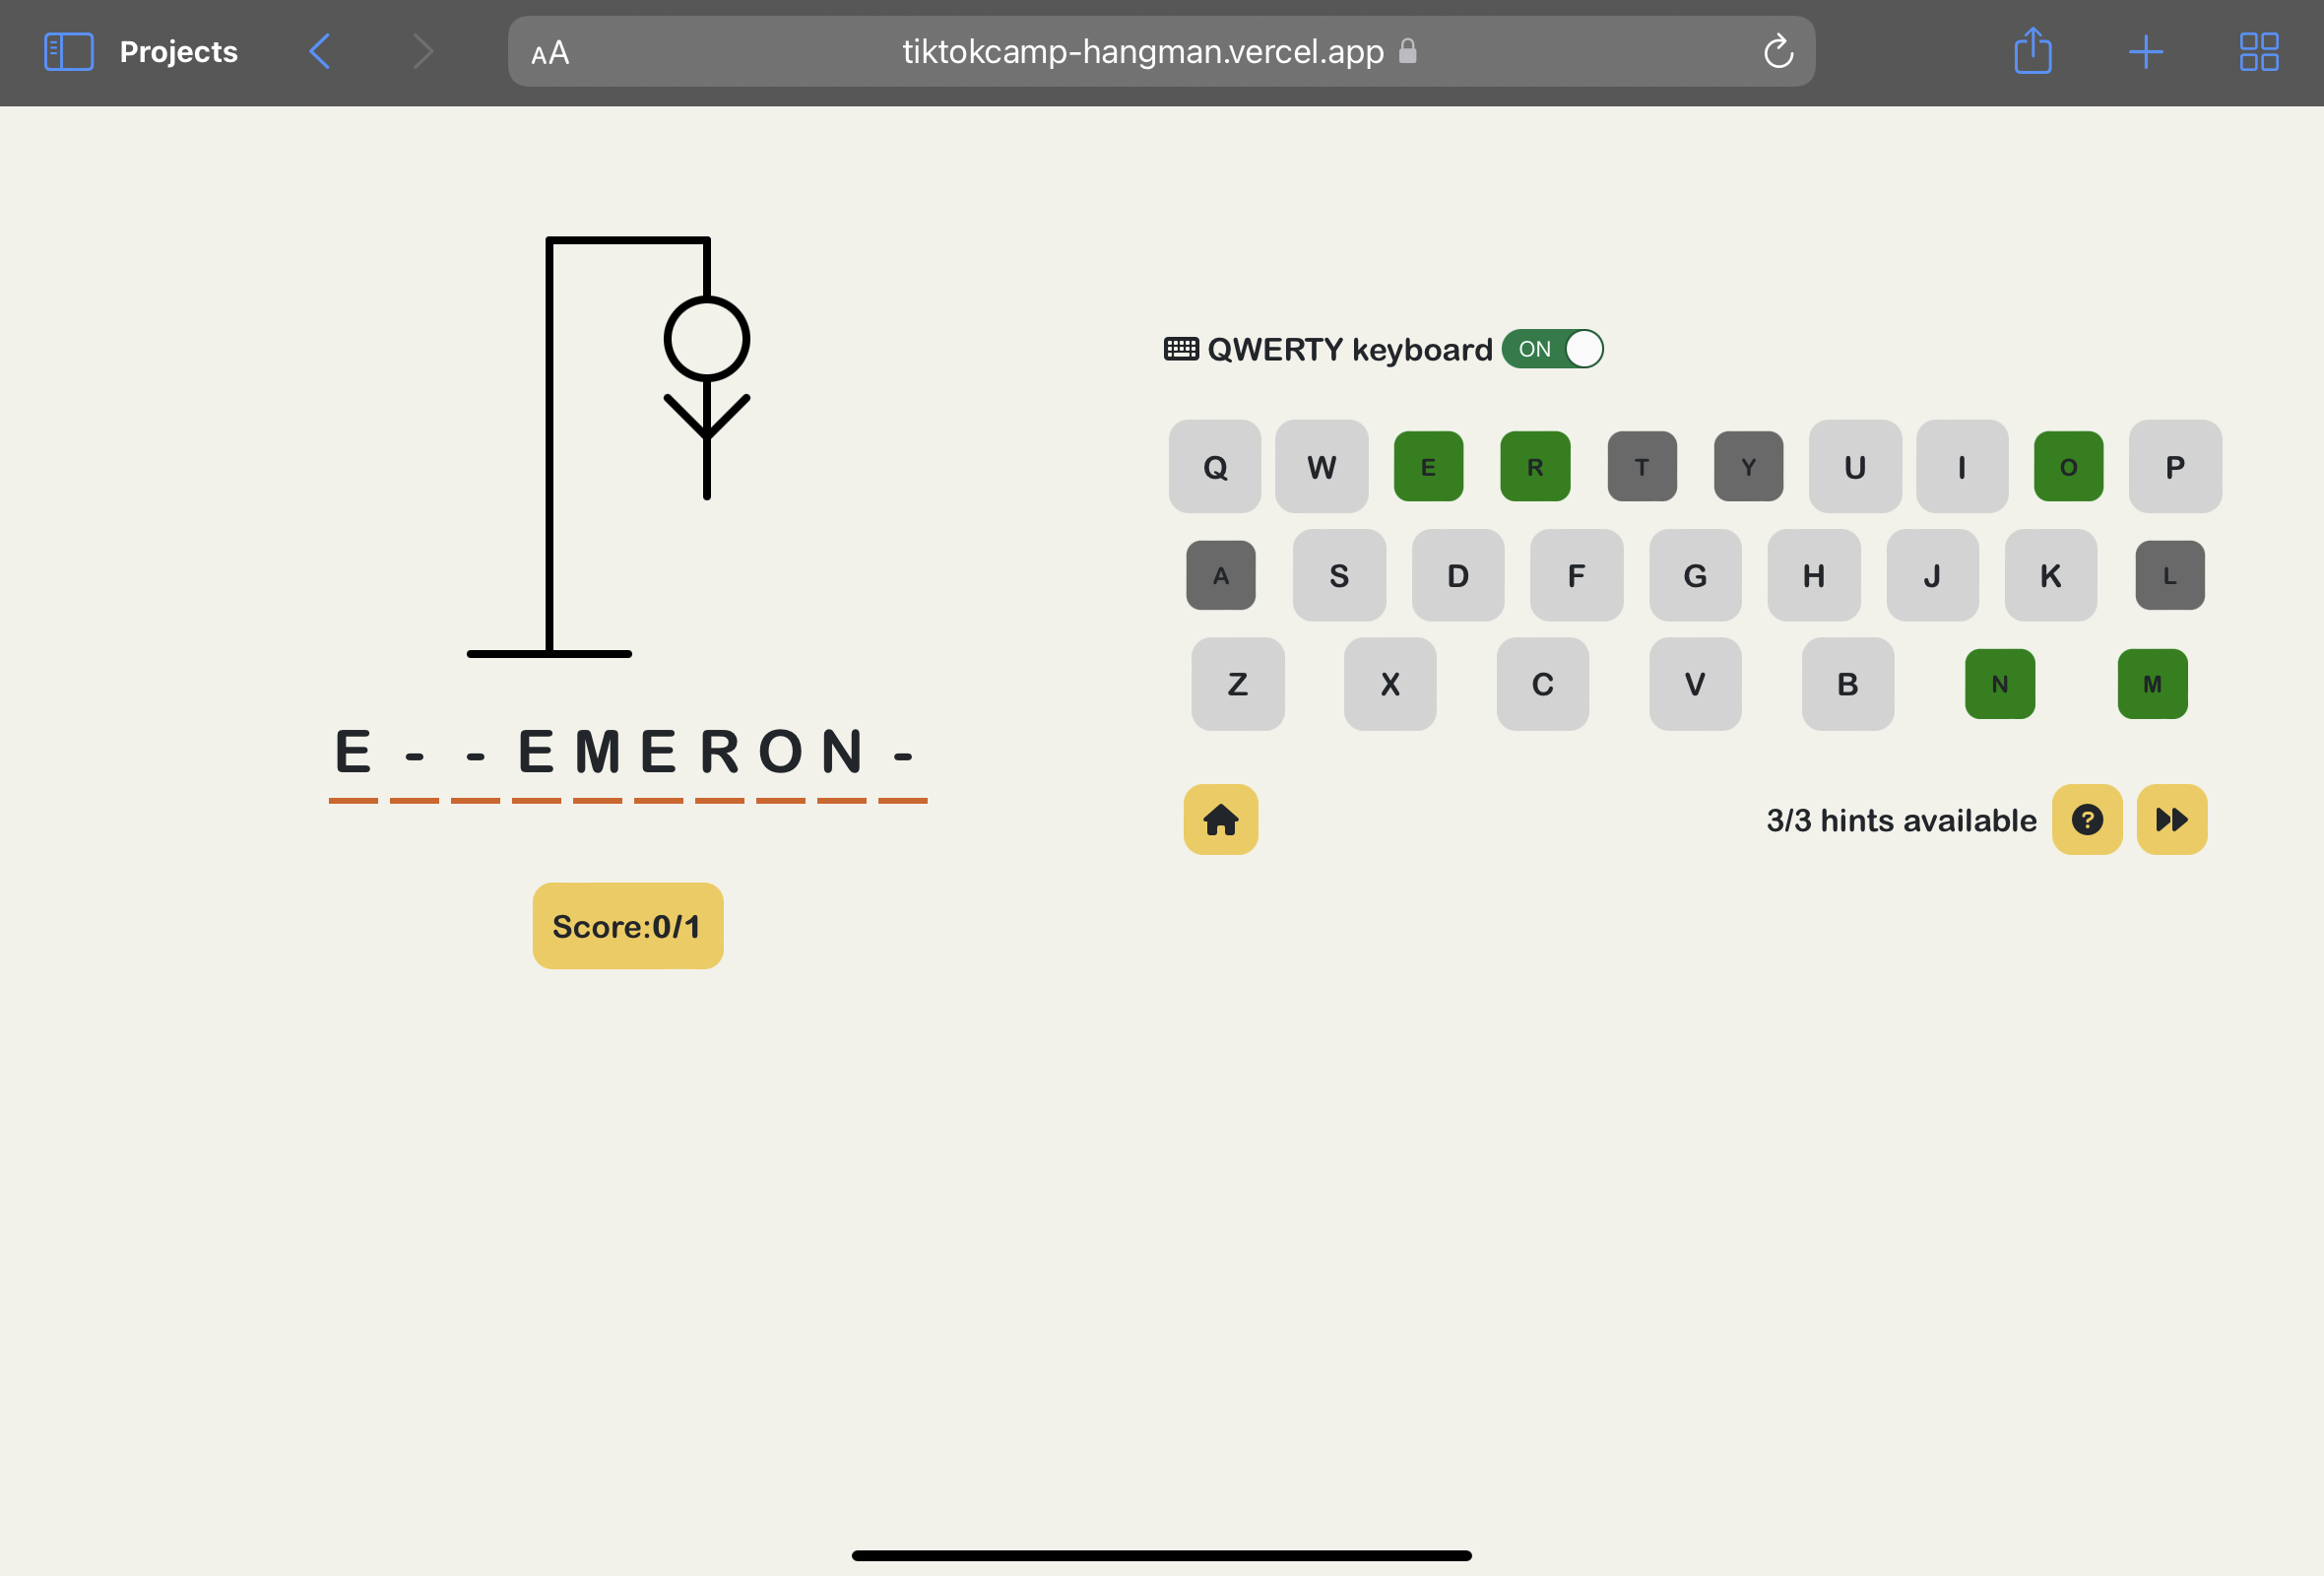 Projects
AA tiktokcamp-hangman.vercel.app
QWERTY keyboard ON
Q W E R T Y U I O P
A S D F G H J K L
Z X C V B N M
E - - E M E R O N -
3/3 hints available ?
Score:0/1